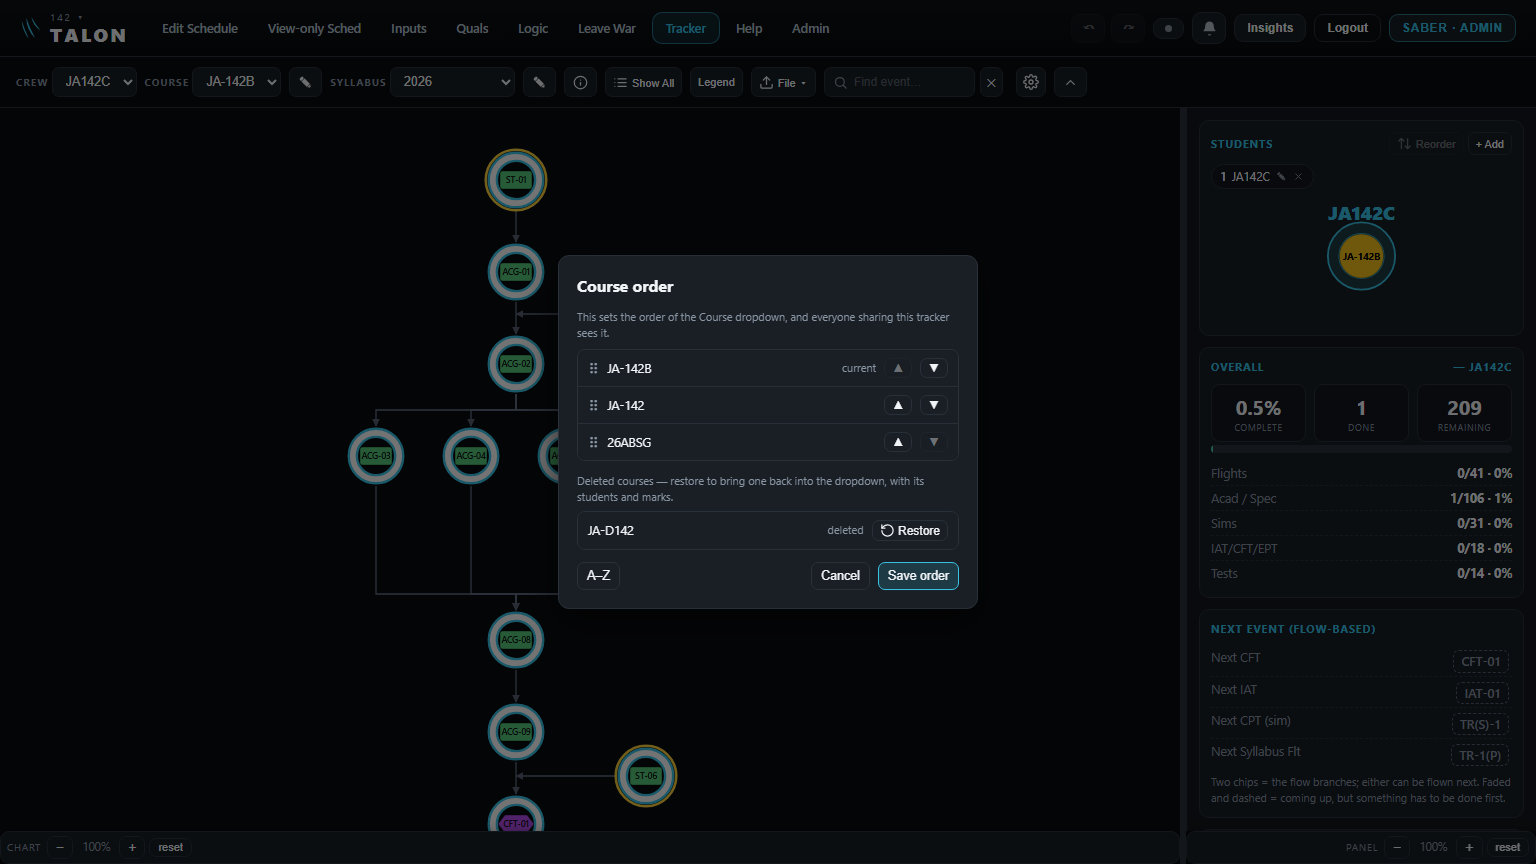 142
TALON
Edit Schedule
View-only Sched
Inputs
Quals
Logic
Leave War
Tracker
Help
Admin
Insights
Logout
SABER · ADMIN
CREW
JA142C
COURSE
JA-142B
SYLLABUS
2026
Show All
Legend
File
Find event...
ST-01
ACG-01
ACG-02
ACG-03
ACG-04
ACG-08
ACG-09
ST-06
CFT-01
Course order
This sets the order of the Course dropdown, and everyone sharing this tracker
sees it.
JA-142B
current
JA-142
26ABSG
Deleted courses — restore to bring one back into the dropdown, with its
students and marks.
JA-D142
deleted
Restore
A–Z
Cancel
Save order
STUDENTS
Reorder
+ Add
1 JA142C
JA142C
JA-142B
OVERALL
— JA142C
0.5%
COMPLETE
1
DONE
209
REMAINING
Flights
0/41 · 0%
Acad / Spec
1/106 · 1%
Sims
0/31 · 0%
IAT/CFT/EPT
0/18 · 0%
Tests
0/14 · 0%
NEXT EVENT (FLOW-BASED)
Next CFT
CFT-01
Next IAT
IAT-01
Next CPT (sim)
TR(S)-1
Next Syllabus Flt
TR-1(P)
Two chips = the flow branches; either can be flown next. Faded
and dashed = coming up, but something has to be done first.
CHART
− 100% +
reset
PANEL
− 100% +
reset